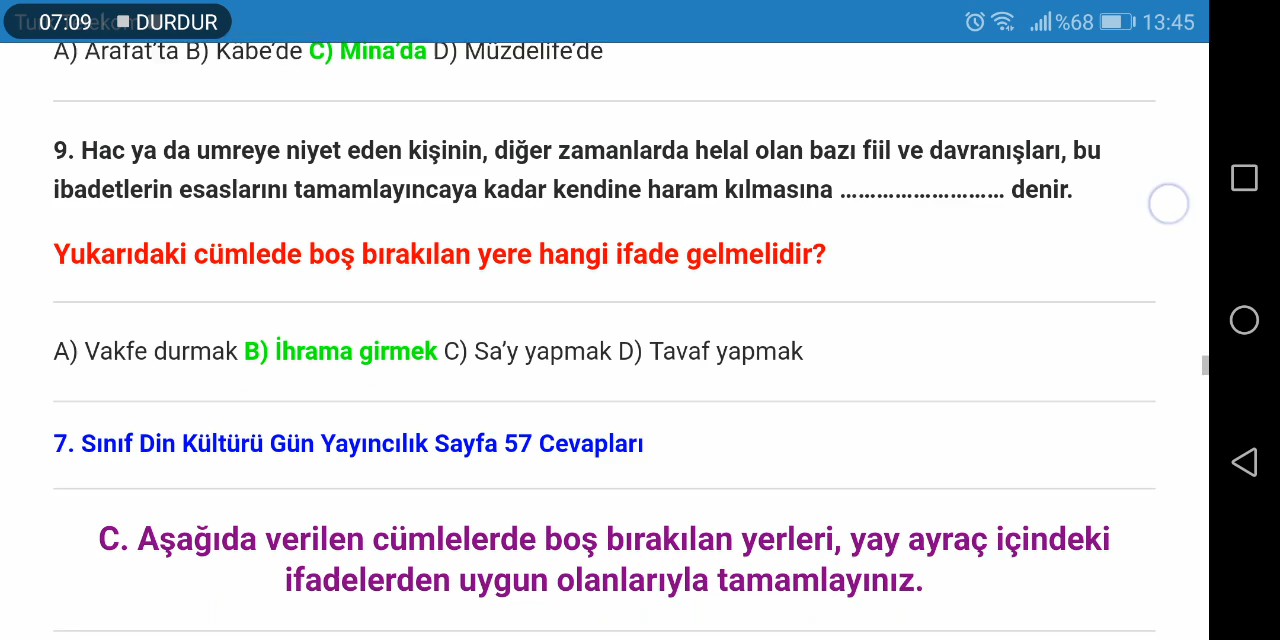 07:09 DURDUR %68 13:45
A) Arafat'ta B) Kâbe'de C) Mina'da D) Müzdelife'de
9. Hac ya da umreye niyet eden kişinin, diğer zamanlarda helal olan bazı fiil ve davranışları, bu
ibadetlerin esaslarını tamamlayıncaya kadar kendine haram kılmasına ……………………… denir.
Yukarıdaki cümlede boş bırakılan yere hangi ifade gelmelidir?
A) Vakfe durmak B) İhrama girmek C) Sa’y yapmak D) Tavaf yapmak
7. Sınıf Din Kültürü Gün Yayıncılık Sayfa 57 Cevapları
C. Aşağıda verilen cümlelerde boş bırakılan yerleri, yay ayraç içindeki
ifadelerden uygun olanlarıyla tamamlayınız.